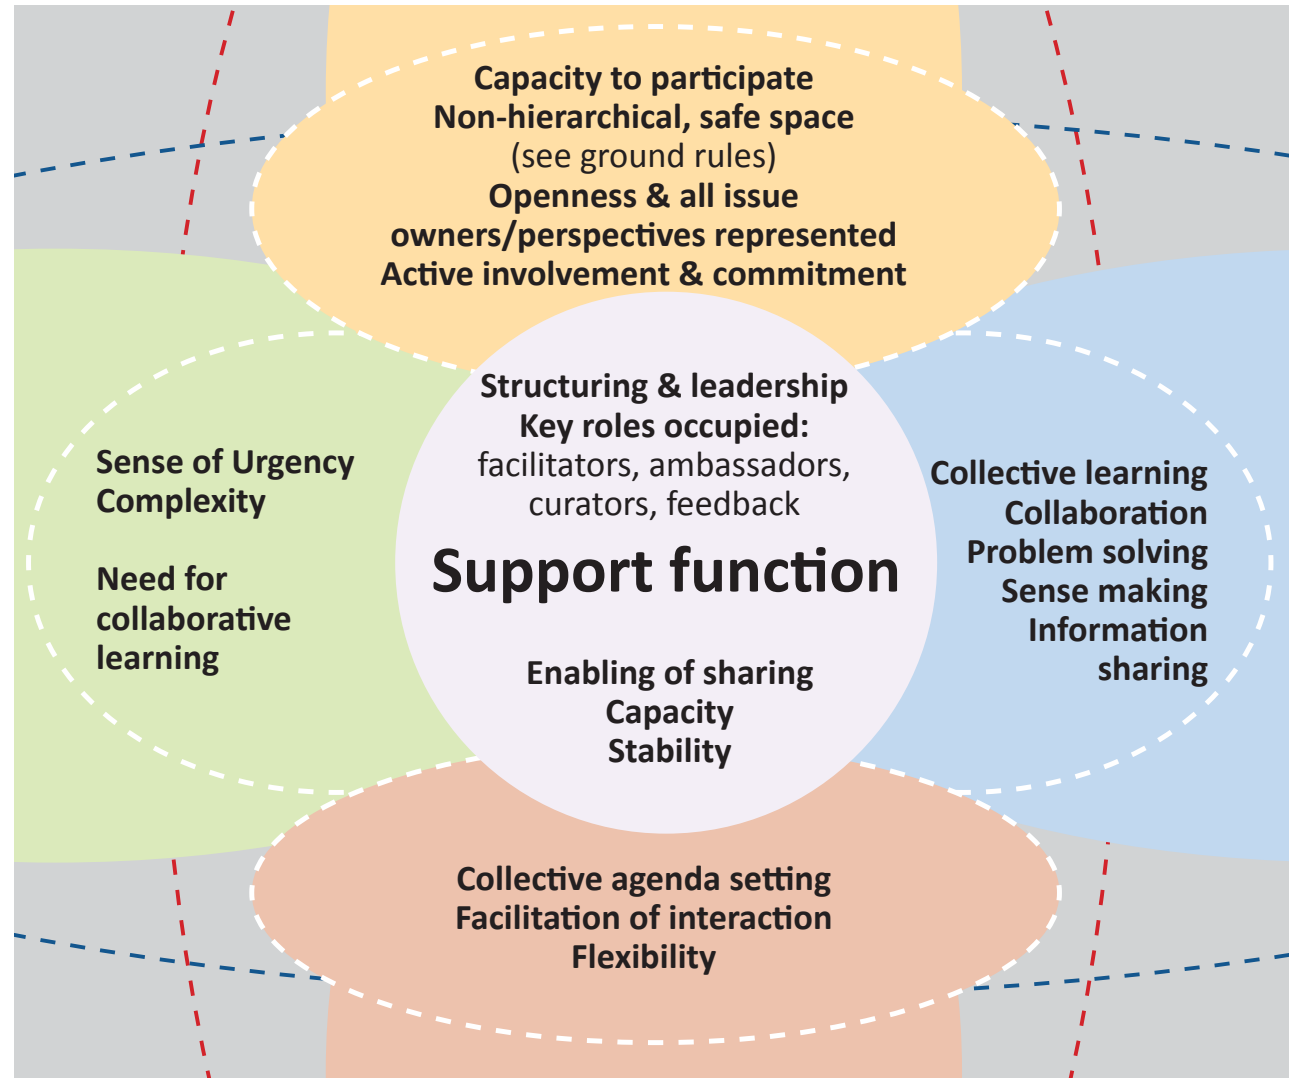 Capacity to participate
Non-hierarchical, safe space
(see ground rules)
Openness & all issue
owners/perspectives represented
Active involvement & commitment
Structuring & leadership
Key roles occupied:
facilitators, ambassadors,
curators, feedback
Support function
Enabling of sharing
Capacity
Stability
Sense of Urgency
Complexity
Need for
collaborative
learning
Collective learning
Collaboration
Problem solving
Sense making
Information
sharing
Collective agenda setting
Facilitation of interaction
Flexibility